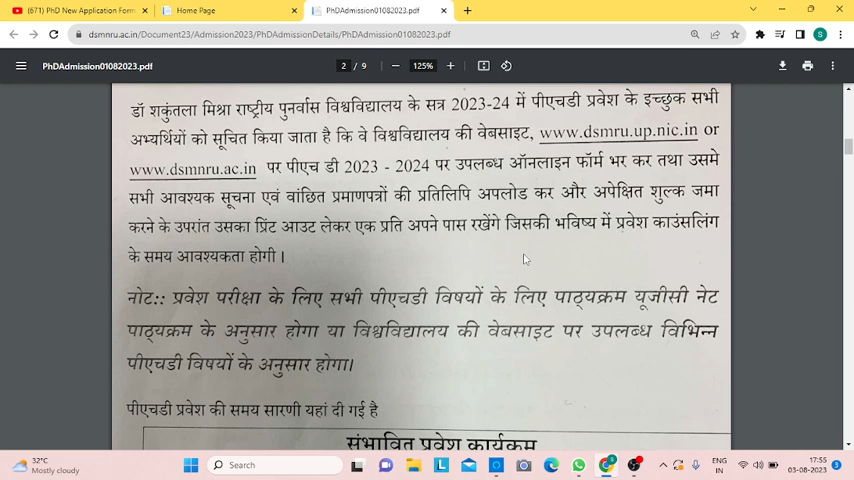 (671) PhD New Application Form
Home Page
PhDAdmission01082023.pdf
dsmnru.ac.in/Document23/Admission2023/PhDAdmissionDetails/PhDAdmission01082023.pdf
S
PhDAdmission01082023.pdf
2 / 9
125%
डॉ शकुंतला मिश्रा राष्ट्रीय पुनर्वास विश्वविद्यालय के सत्र 2023-24 में पीएचडी प्रवेश के इच्छुक सभी
अभ्यर्थियों को सूचित किया जाता है कि वे विश्वविद्यालय की वेबसाइट, www.dsmru.up.nic.in or
www.dsmnru.ac.in पर पीएच डी 2023 - 2024 पर उपलब्ध ऑनलाइन फॉर्म भर कर तथा उसमे
सभी आवश्यक सूचना एवं वांछित प्रमाणपत्रों की प्रतिलिपि अपलोड कर और अपेक्षित शुल्क जमा
करने के उपरांत उसका प्रिंट आउट लेकर एक प्रति अपने पास रखेंगे जिसकी भविष्य में प्रवेश काउंसलिंग
के समय आवश्यकता होगी।
नोट:: प्रवेश परीक्षा के लिए सभी पीएचडी विषयों के लिए पाठ्यक्रम यूजीसी नेट
पाठ्यक्रम के अनुसार होगा या विश्वविद्यालय की वेबसाइट पर उपलब्ध विभिन्न
पीएचडी विषयों के अनुसार होगा।
पीएचडी प्रवेश की समय सारणी यहां दी गई है
संभावित प्रवेश कार्यक्रम
32°C
Mostly cloudy
Search
ENG
IN
17:55
03-08-2023